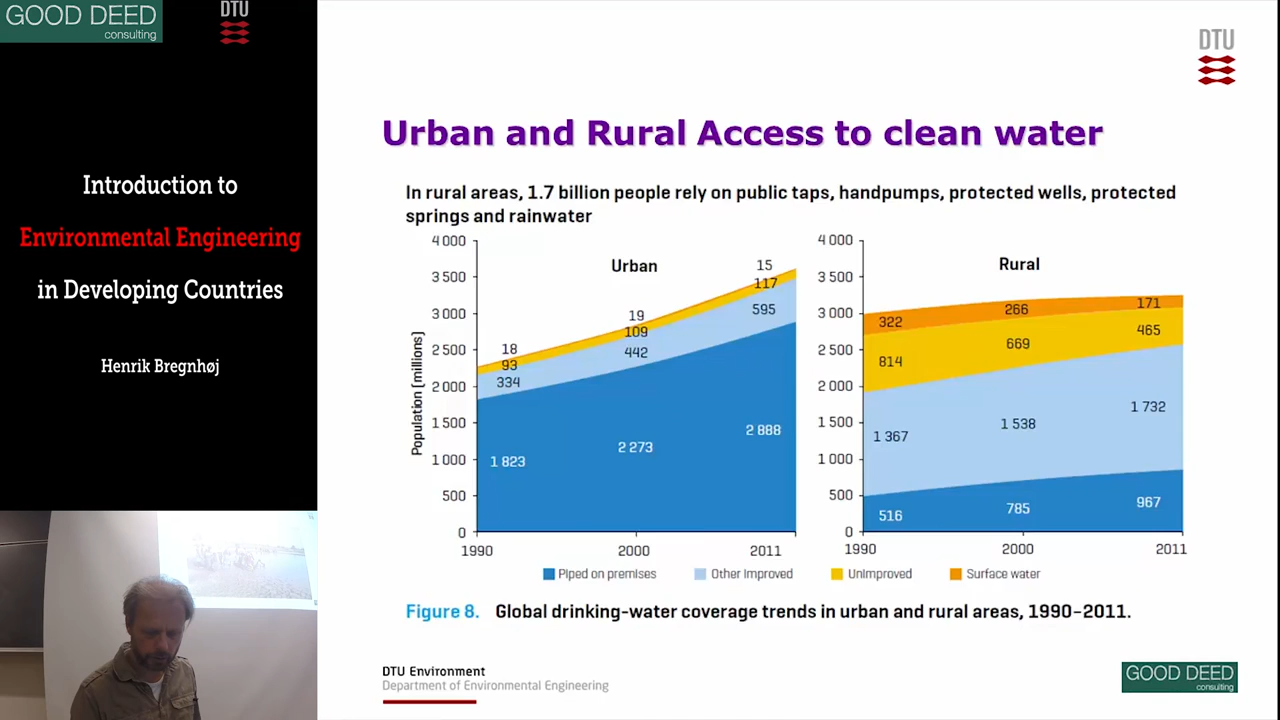 GOOD DEED
consulting
DTU
Introduction to
Environmental Engineering
in Developing Countries
Henrik Bregnhøj
DTU
Urban and Rural Access to clean water
In rural areas, 1.7 billion people rely on public taps, handpumps, protected wells, protected
springs and rainwater
Population (millions)
4 000
3 500
3 000
2 500
2 000
1 500
1 000
500
0
Urban
18
93
334
1 823
19
109
442
2 273
15
117
595
2 888
1990
2000
2011
4 000
3 500
3 000
2 500
2 000
1 500
1 000
500
0
Rural
322
814
1 367
516
266
669
1 538
785
171
465
1 732
967
1990
2000
2011
Piped on premises
Other Improved
Unimproved
Surface water
Figure 8. Global drinking-water coverage trends in urban and rural areas, 1990–2011.
DTU Environment
Department of Environmental Engineering
GOOD DEED
consulting